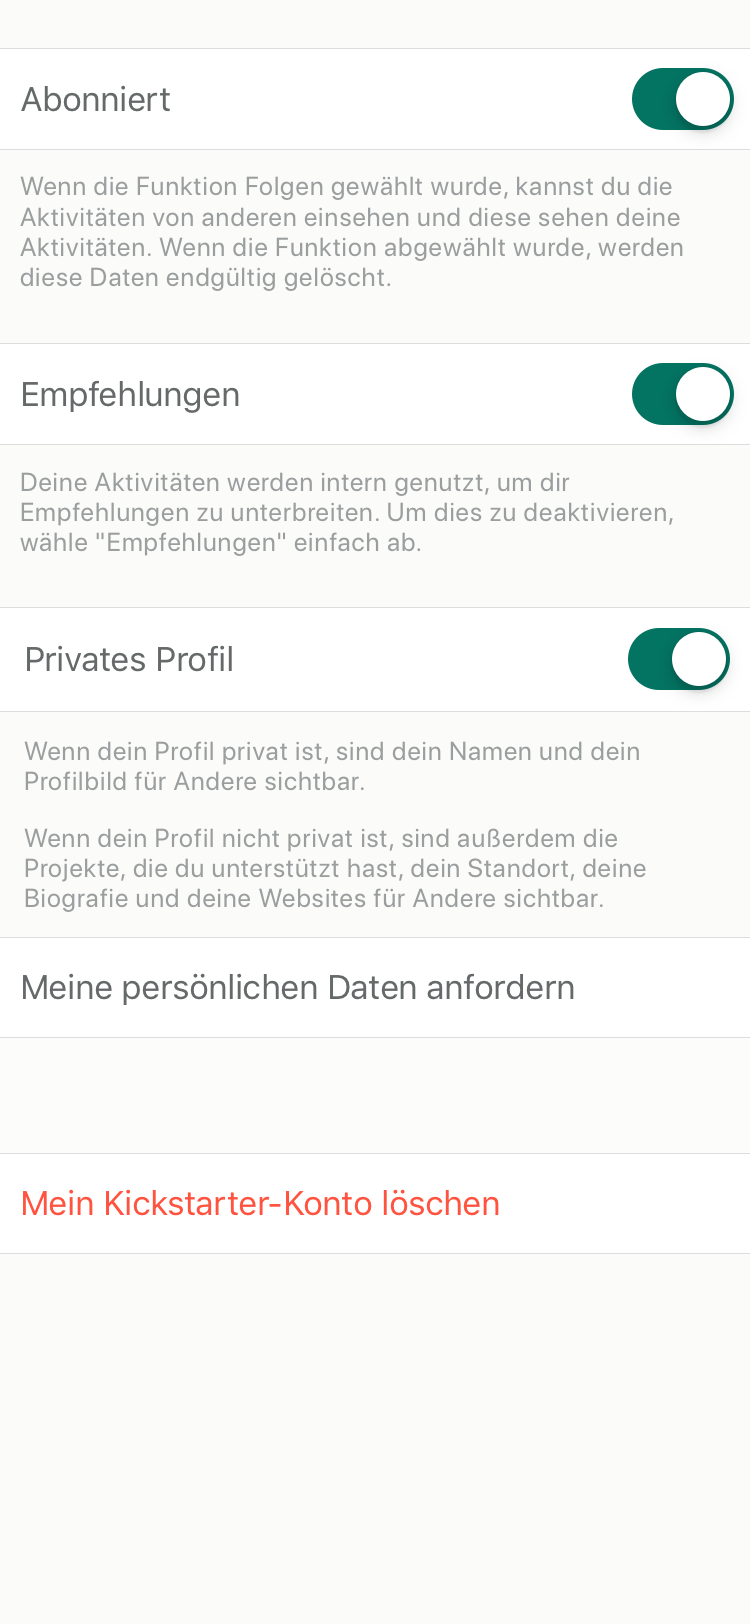 Abonniert
Wenn die Funktion Folgen gewählt wurde, kannst du die
Aktivitäten von anderen einsehen und diese sehen deine
Aktivitäten. Wenn die Funktion abgewählt wurde, werden
diese Daten endgültig gelöscht.
Empfehlungen
Deine Aktivitäten werden intern genutzt, um dir
Empfehlungen zu unterbreiten. Um dies zu deaktivieren,
wähle "Empfehlungen" einfach ab.
Privates Profil
Wenn dein Profil privat ist, sind dein Namen und dein
Profilbild für Andere sichtbar.
Wenn dein Profil nicht privat ist, sind außerdem die
Projekte, die du unterstützt hast, dein Standort, deine
Biografie und deine Websites für Andere sichtbar.
Meine persönlichen Daten anfordern
Mein Kickstarter-Konto löschen